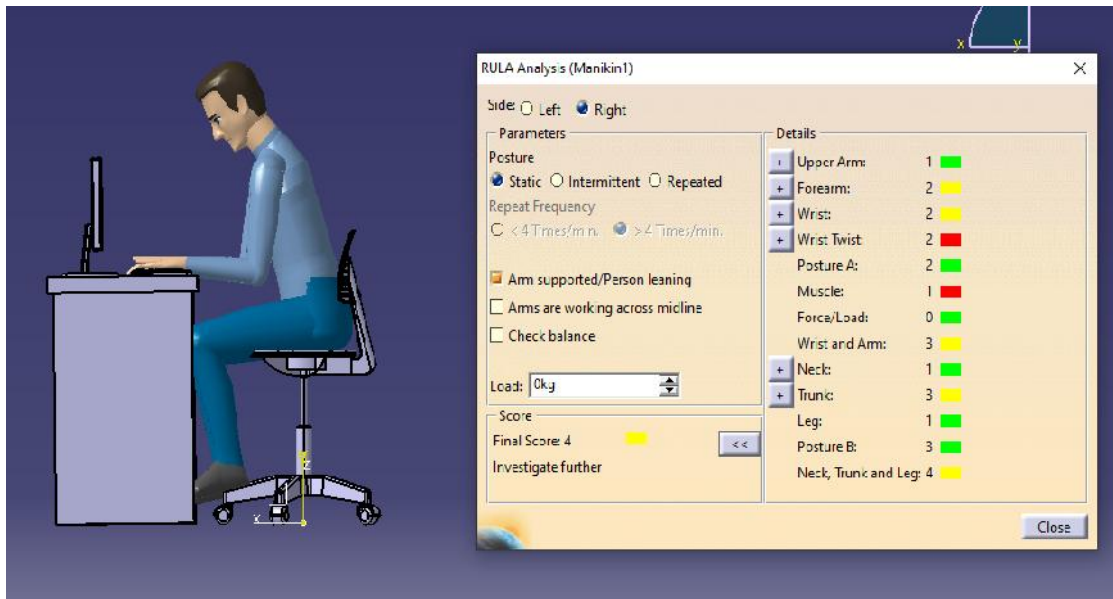 x y
RULA Analysis (Manikin1)
Side: Left Right
Parameters
Posture
Static Intermittent Repeated
Repeat Frequency
< 4 Times/min. > 4 Times/min.
Arm supported/Person leaning
Arms are working across midline
Check balance
Load: 0kg
Score
Final Score: 4
<<
Investigate further
Details
+ Upper Arm: 1
+ Forearm: 2
+ Wrist: 2
+ Wrist Twist: 2
Posture A: 2
Muscle: 1
Force/Load: 0
Wrist and Arm: 3
+ Neck: 1
+ Trunk: 3
Leg: 1
Posture B: 3
Neck, Trunk and Leg: 4
Close
x
z